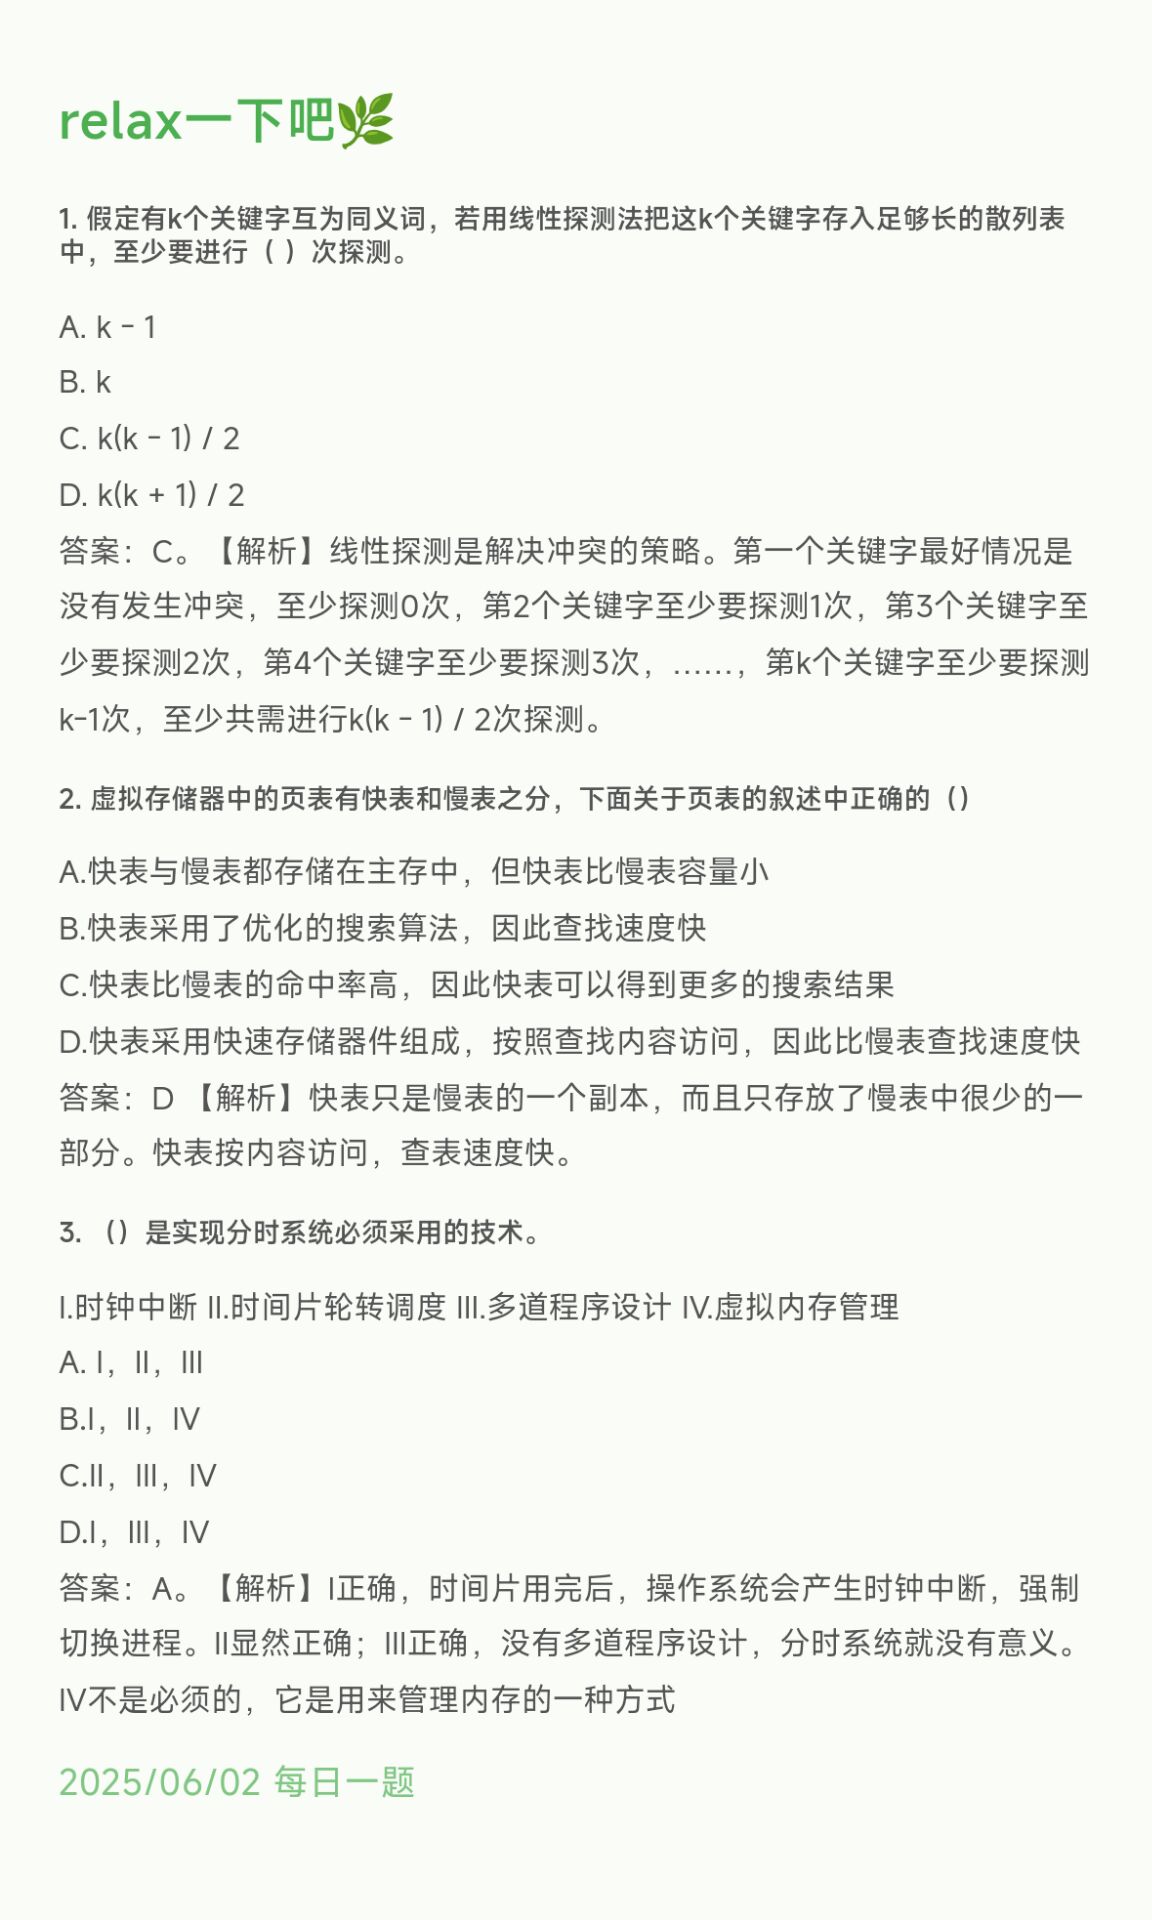 relax一下吧🌿
1. 假定有k个关键字互为同义词，若用线性探测法把这k个关键字存入足够长的散列表
中，至少要进行（ ）次探测。
A. k - 1
B. k
C. k(k - 1) / 2
D. k(k + 1) / 2
答案：C。【解析】线性探测是解决冲突的策略。第一个关键字最好情况是
没有发生冲突，至少探测0次，第2个关键字至少要探测1次，第3个关键字至
少要探测2次，第4个关键字至少要探测3次，……，第k个关键字至少要探测
k-1次，至少共需进行k(k - 1) / 2次探测。
2. 虚拟存储器中的页表有快表和慢表之分，下面关于页表的叙述中正确的（）
A.快表与慢表都存储在主存中，但快表比慢表容量小
B.快表采用了优化的搜索算法，因此查找速度快
C.快表比慢表的命中率高，因此快表可以得到更多的搜索结果
D.快表采用快速存储器件组成，按照查找内容访问，因此比慢表查找速度快
答案：D 【解析】快表只是慢表的一个副本，而且只存放了慢表中很少的一
部分。快表按内容访问，查表速度快。
3. （）是实现分时系统必须采用的技术。
I.时钟中断 II.时间片轮转调度 III.多道程序设计 IV.虚拟内存管理
A. I，II，III
B.I，II，IV
C.II，III，IV
D.I，III，IV
答案：A。【解析】I正确，时间片用完后，操作系统会产生时钟中断，强制
切换进程。II显然正确；III正确，没有多道程序设计，分时系统就没有意义。
IV不是必须的，它是用来管理内存的一种方式
2025/06/02 每日一题